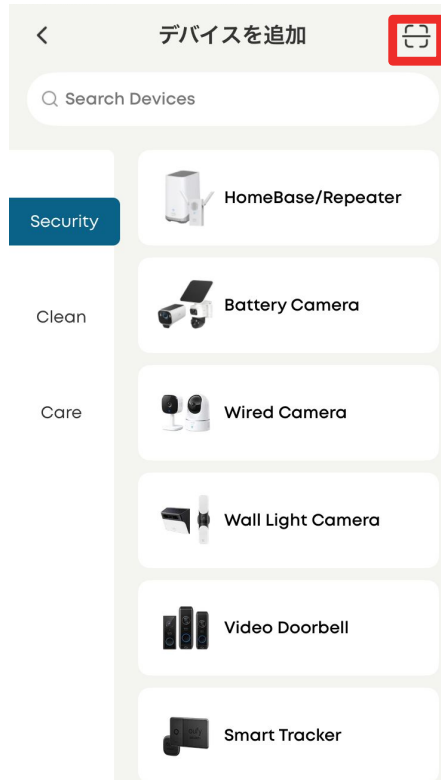 デバイスを追加
Search Devices
Security
Clean
Care
HomeBase/Repeater
Battery Camera
Wired Camera
Wall Light Camera
Video Doorbell
Smart Tracker
eufy